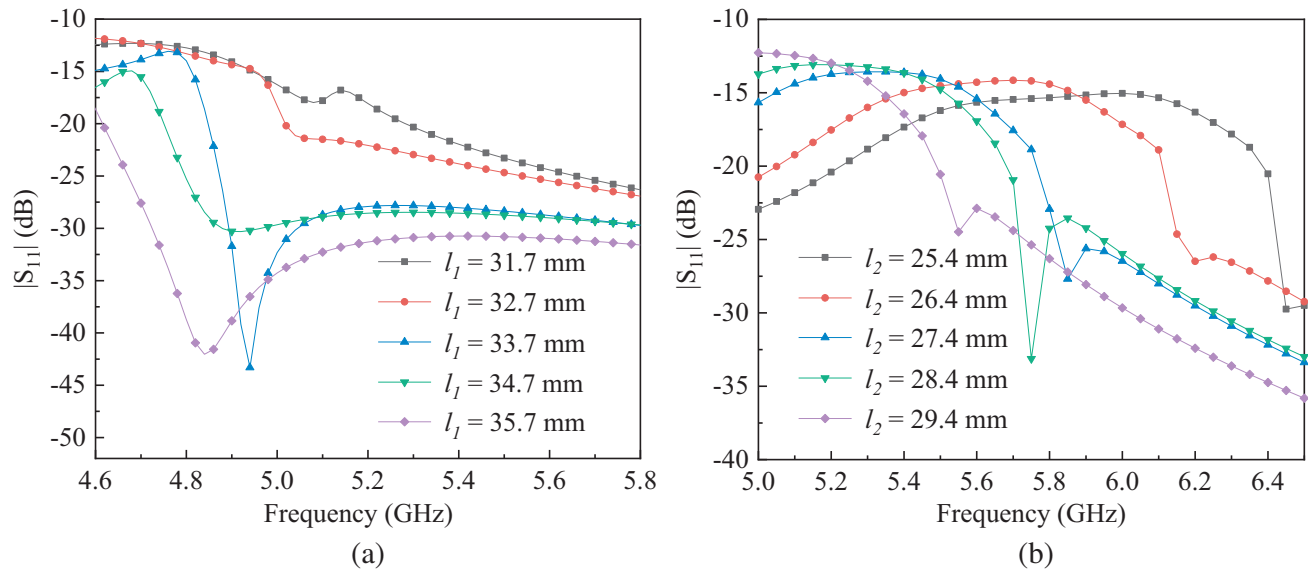 -10
-15
-20
-25
-30
-35
-40
-45
-50
|S11| (dB)
l1 = 31.7 mm
l1 = 32.7 mm
l1 = 33.7 mm
l1 = 34.7 mm
l1 = 35.7 mm
4.6 4.8 5.0 5.2 5.4 5.6 5.8
Frequency (GHz)
(a)
-10
-15
-20
-25
-30
-35
-40
|S11| (dB)
l2 = 25.4 mm
l2 = 26.4 mm
l2 = 27.4 mm
l2 = 28.4 mm
l2 = 29.4 mm
5.0 5.2 5.4 5.6 5.8 6.0 6.2 6.4
Frequency (GHz)
(b)